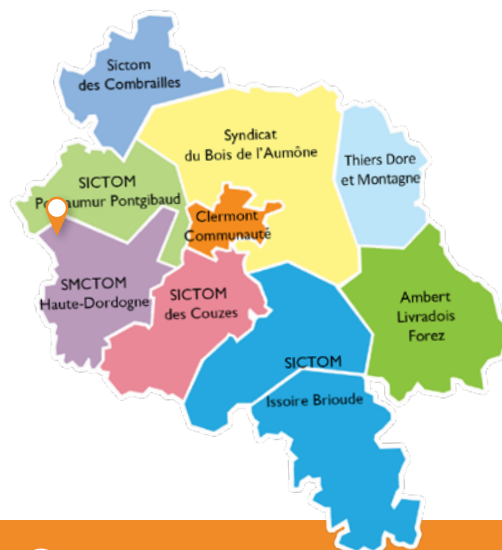 Sictom
des Combrailles
Syndicat
du Bois de l'Aumône
Thiers Dore
et Montagne
SICTOM
Pontgibaud
Clermont
Communauté
SMCTOM
Haute-Dordogne
SICTOM
des Couzes
Ambert
Livradois
Forez
SICTOM
Issoire Brioude